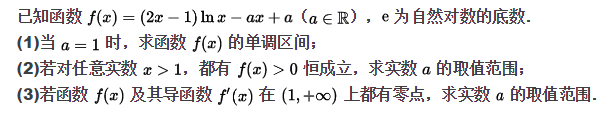 已知函数 f(x) = (2x − 1) ln x − ax + a（a ∈ ℝ），e 为自然对数的底数．
(1)当 a = 1 时，求函数 f(x) 的单调区间；
(2)若对任意实数 x > 1，都有 f(x) > 0 恒成立，求实数 a 的取值范围；
(3)若函数 f(x) 及其导函数 f′(x) 在 (1, +∞) 上都有零点，求实数 a 的取值范围．